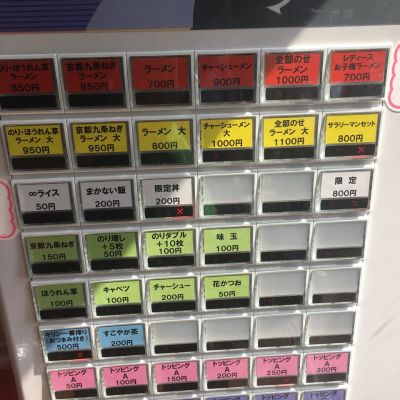 のり・ほうれん草
ラーメン
850円
京都九条ねぎ
ラーメン
850円
ラーメン
700円
チャーシューメン
900円
全部のせ
ラーメン
1000円
レディース
お子様ラーメン
700円
のり・ほうれん草
ラーメン 大
950円
京都九条ねぎ
ラーメン 大
950円
ラーメン 大
800円
チャーシューメン
大
1000円
全部のせ
ラーメン 大
1100円
サラリーマンセット
800円
∞ライス
50円
まかない飯
200円
限定丼
200円
限 定
800円
京都九条ねぎ
150円
のり増し
+5枚
50円
のりダブル
+10枚
100円
味 玉
100円
ほうれん草
100円
キャベツ
100円
チャーシュー
200円
花かつお
50円
キリン一番搾り
(おつまみ付き)
500円
すこやか茶
200円
トッピング
A
50円
トッピング
A
100円
トッピング
A
150円
トッピング
A
200円
トッピング
A
250円
トッピング
A
300円